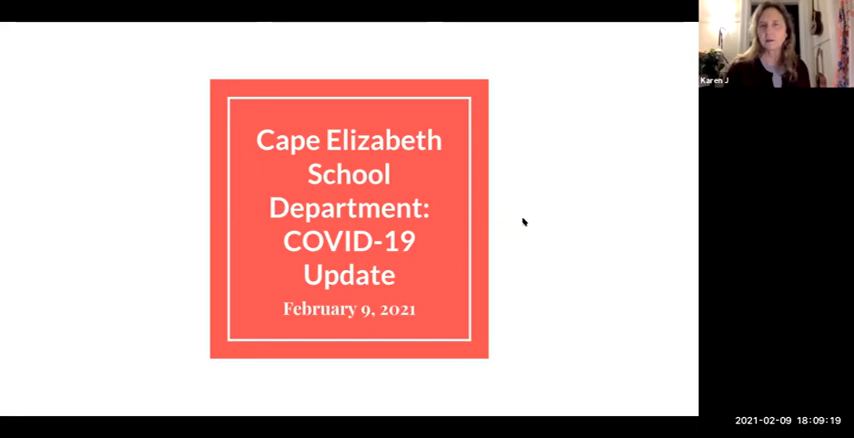 Cape Elizabeth
School
Department:
COVID-19
Update
February 9, 2021
Karen J
2021-02-09 18:09:19